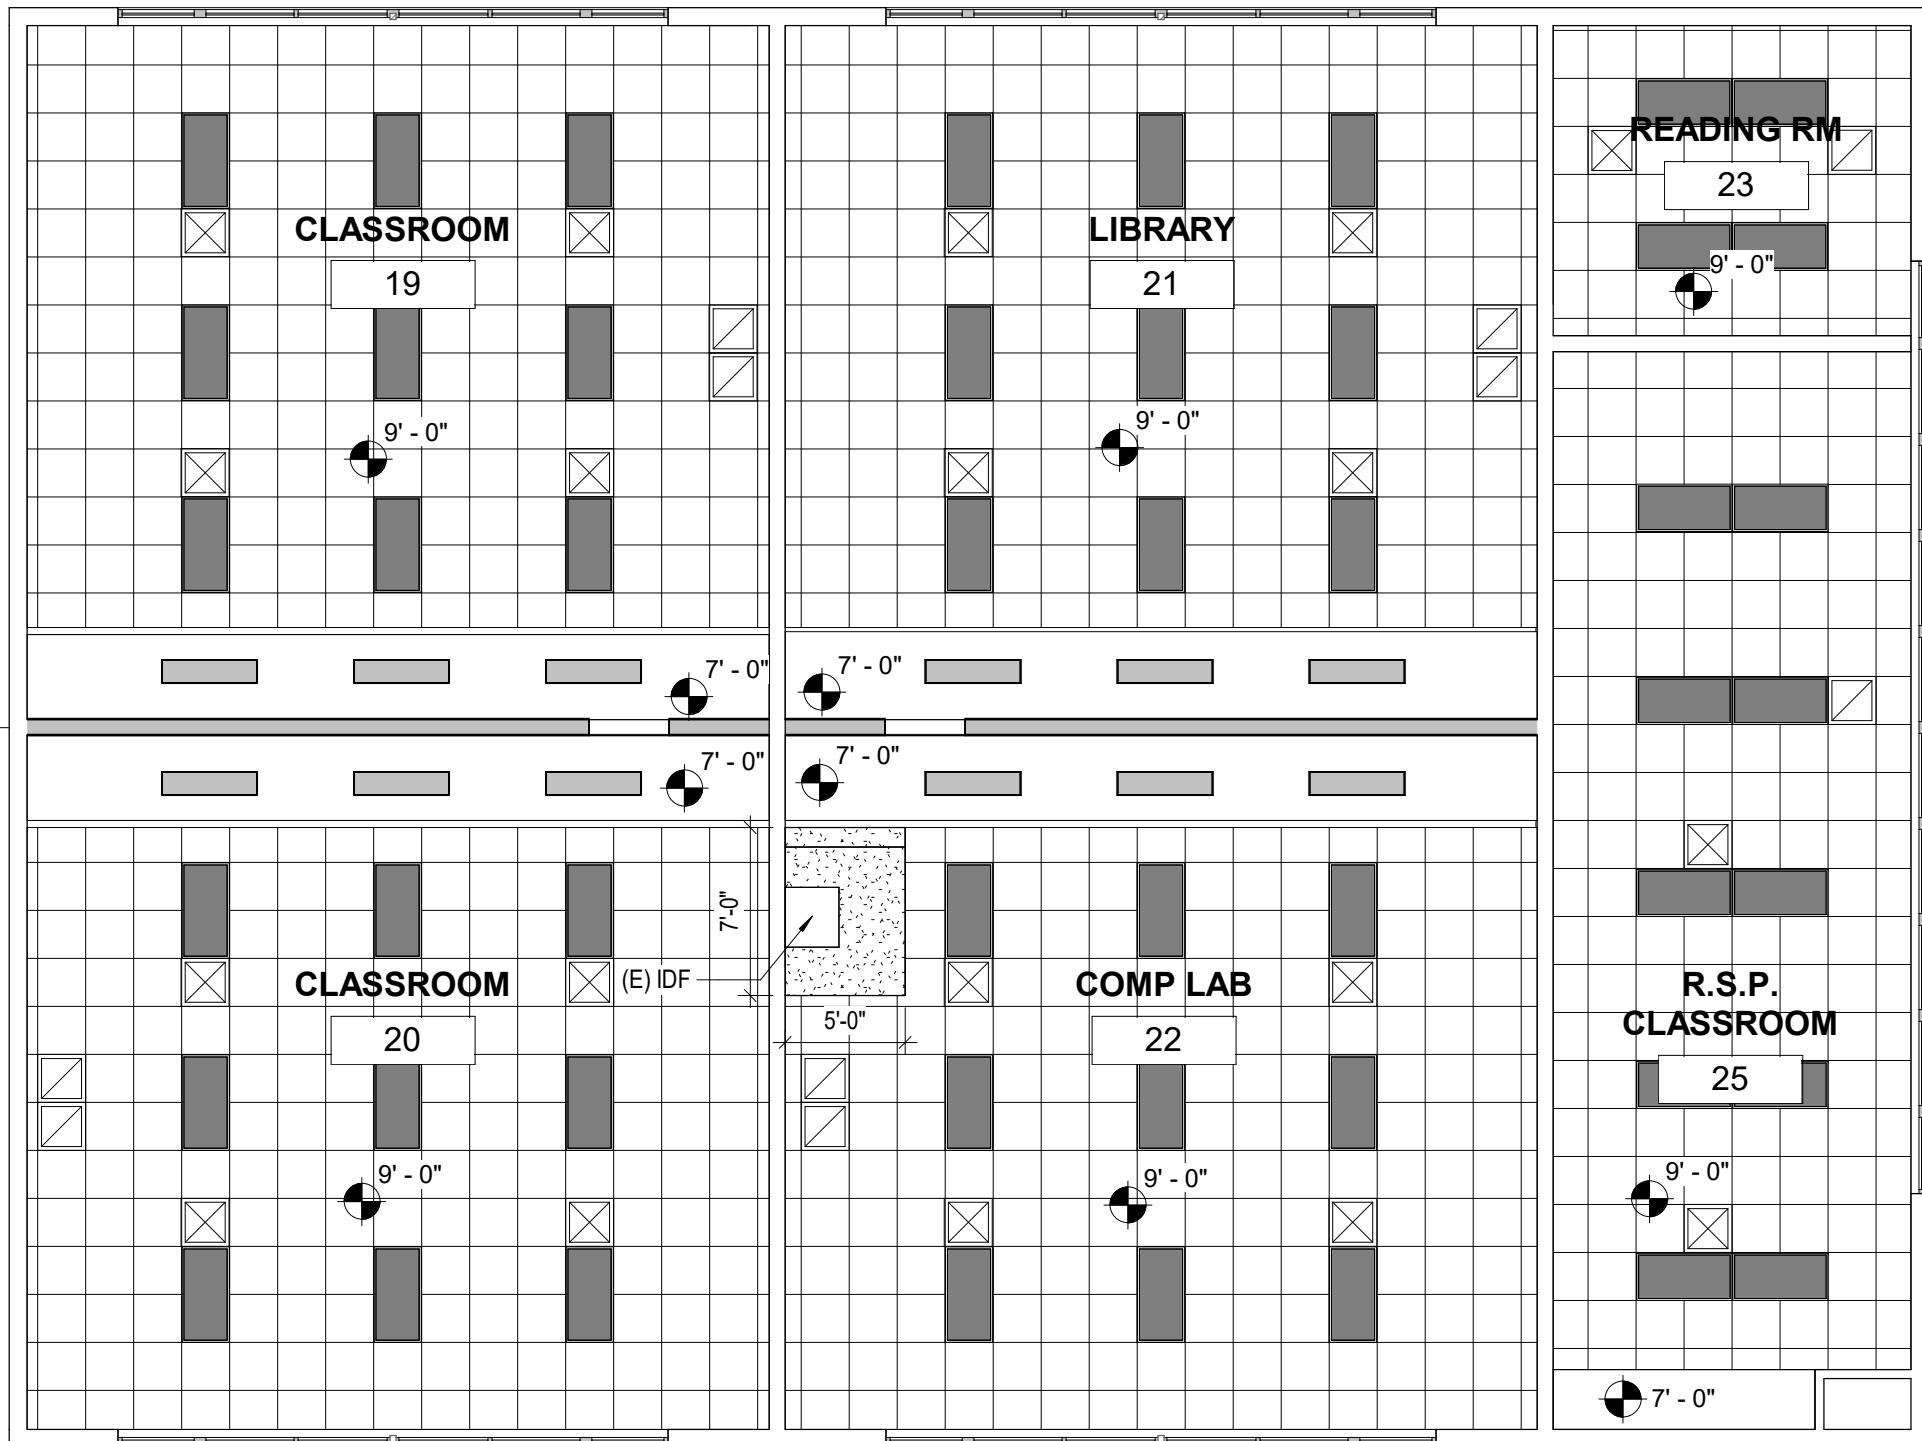 READING RM
23
9' - 0"
CLASSROOM
19
9' - 0"
LIBRARY
21
9' - 0"
7' - 0"
7' - 0"
7' - 0"
7' - 0"
7'-0"
(E) IDF
5'-0"
CLASSROOM
20
9' - 0"
COMP LAB
22
9' - 0"
R.S.P.
CLASSROOM
25
9' - 0"
7' - 0"